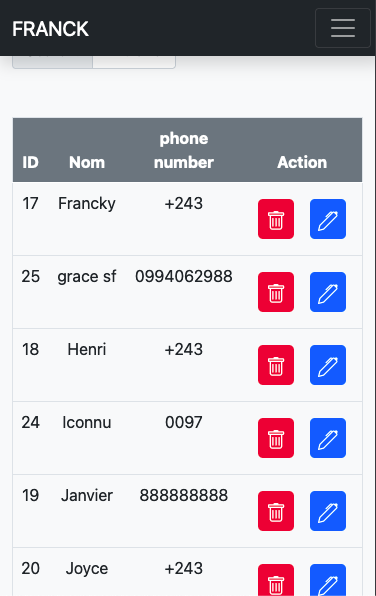 FRANCK
phone
ID Nom number Action
17 Francky +243
25 grace sf 0994062988
18 Henri +243
24 Iconnu 0097
19 Janvier 888888888
20 Joyce +243